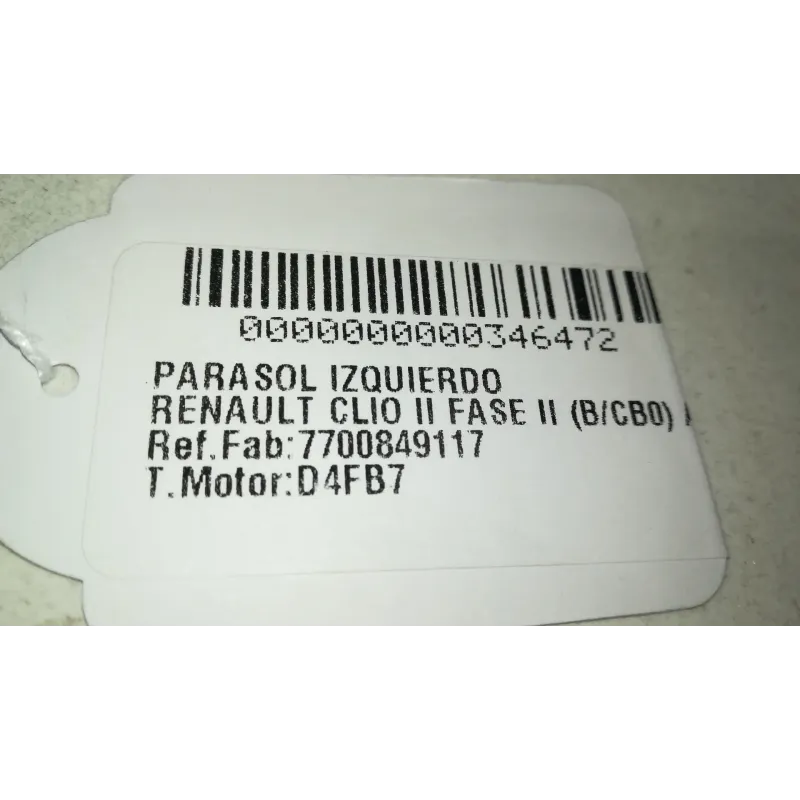 0000000000346472
PARASOL IZQUIERDO
RENAULT CLIO II FASE II (B/CB0)
Ref.Fab:7700849117
T.Motor:D4FB7